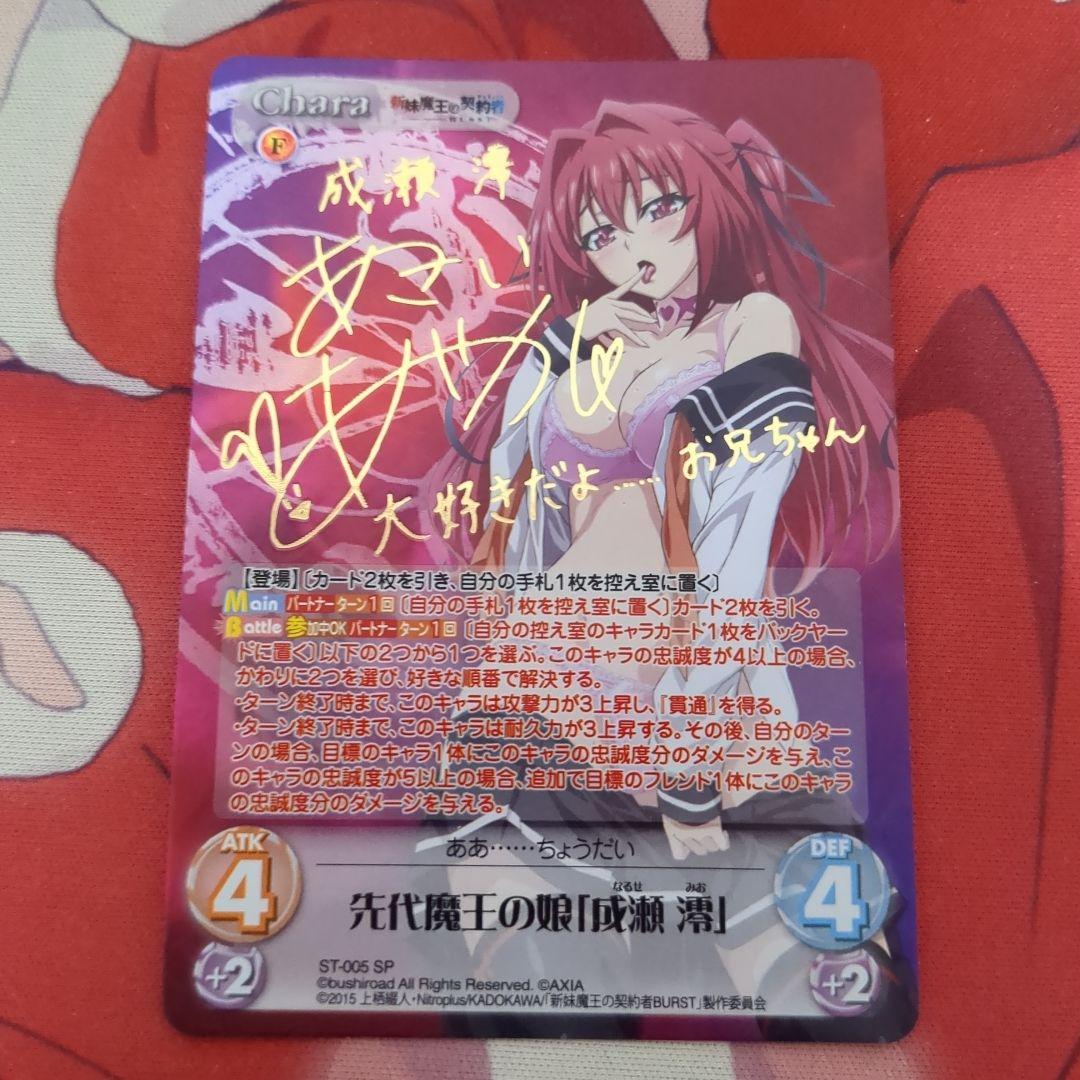 Chara
新妹魔王の契約者
BURST
F
成瀬 澪
あさい
あやか
大好きだよ……お兄ちゃん
【登場】〔カード2枚を引き、自分の手札1枚を控え室に置く〕
Main パートナー ターン1回〔自分の手札1枚を控え室に置く〕カード2枚を引く。
Battle 参加中OK パートナー ターン1回〔自分の控え室のキャラカード1枚をバックヤー
ドに置く〕以下の2つから1つを選ぶ。このキャラの忠誠度が4以上の場合、
かわりに2つを選び、好きな順番で解決する。
・ターン終了時まで、このキャラは攻撃力が3上昇し、『貫通』を得る。
・ターン終了時まで、このキャラは耐久力が3上昇する。その後、自分のター
ンの場合、目標のキャラ1体にこのキャラの忠誠度分のダメージを与え、こ
のキャラの忠誠度が5以上の場合、追加で目標のフレンド1体にこのキャラ
の忠誠度分のダメージを与える。
ああ……ちょうだい
ATK
4
DEF
4
なるせ みお
先代魔王の娘「成瀬 澪」
+2
+2
ST-005 SP
©bushiroad All Rights Reserved. ©AXIA
©2015 上栖綴人・Nitroplus/KADOKAWA/「新妹魔王の契約者BURST」製作委員会